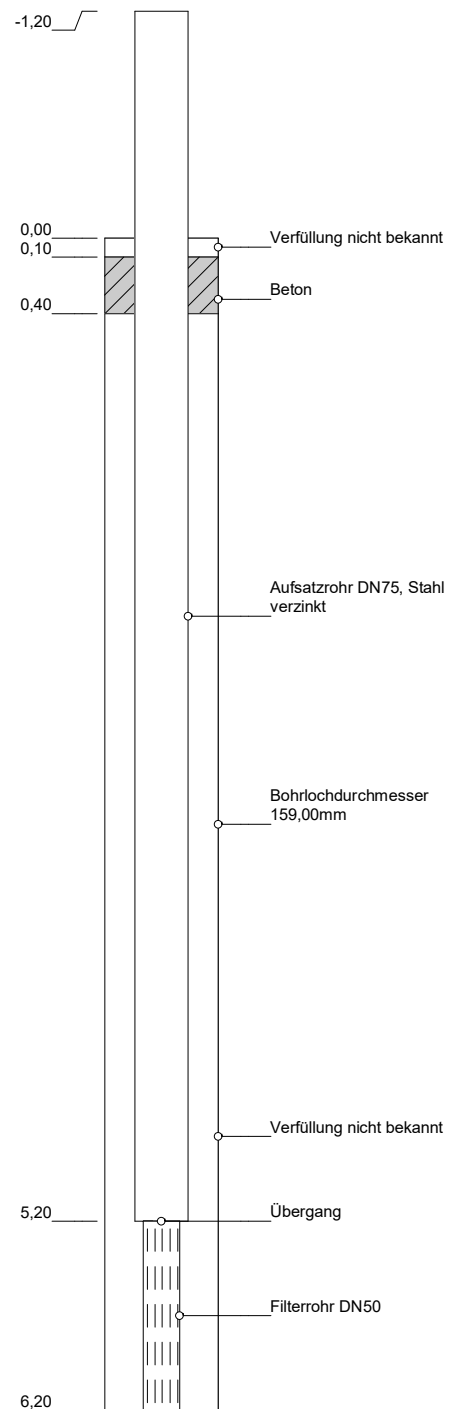 -1,20
0,00
Verfüllung nicht bekannt
0,10
Beton
0,40
Aufsatzrohr DN75, Stahl
verzinkt
Bohrlochdurchmesser
159,00mm
Verfüllung nicht bekannt
5,20
Übergang
Filterrohr DN50
6,20